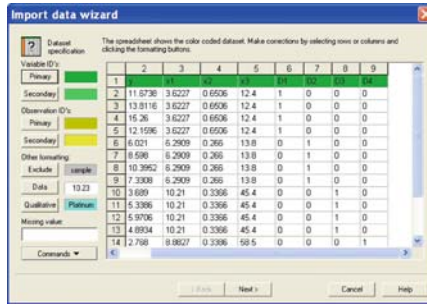 Import data wizard
Dataset specification
The spreadsheet shows the color coded dataset. Make corrections by selecting rows or columns and clicking the formatting buttons.
Variable ID's:
Primary
Secondary
Observation ID's:
Primary
Secondary
Other formatting
Exclude sample
Data 10.23
Qualitative Platinum
Missing value:
Commands
2 3 4 5 6 7 8 9
1 y x1 x2 x3 D1 D2 D3 D4
2 11.6738 3.6227 0.6506 12.4 1 0 0 0
3 13.8116 3.6227 0.6506 12.4 1 0 0 0
4 15.26 3.6227 0.6506 12.4 1 0 0 0
5 12.1596 3.6227 0.6506 12.4 1 0 0 0
6 6.021 6.2909 0.266 13.8 0 1 0 0
7 8.598 6.2909 0.266 13.8 0 1 0 0
8 10.3952 6.2909 0.266 13.8 0 1 0 0
9 7.3308 6.2909 0.266 13.8 0 1 0 0
10 3.689 10.21 0.3366 45.4 0 0 1 0
11 5.3386 10.21 0.3366 45.4 0 0 1 0
12 5.9706 10.21 0.3366 45.4 0 0 1 0
13 4.8934 10.21 0.3366 45.4 0 0 1 0
14 2.768 8.8827 0.3386 58.5 0 0 0 1
< Back Next > Cancel Help